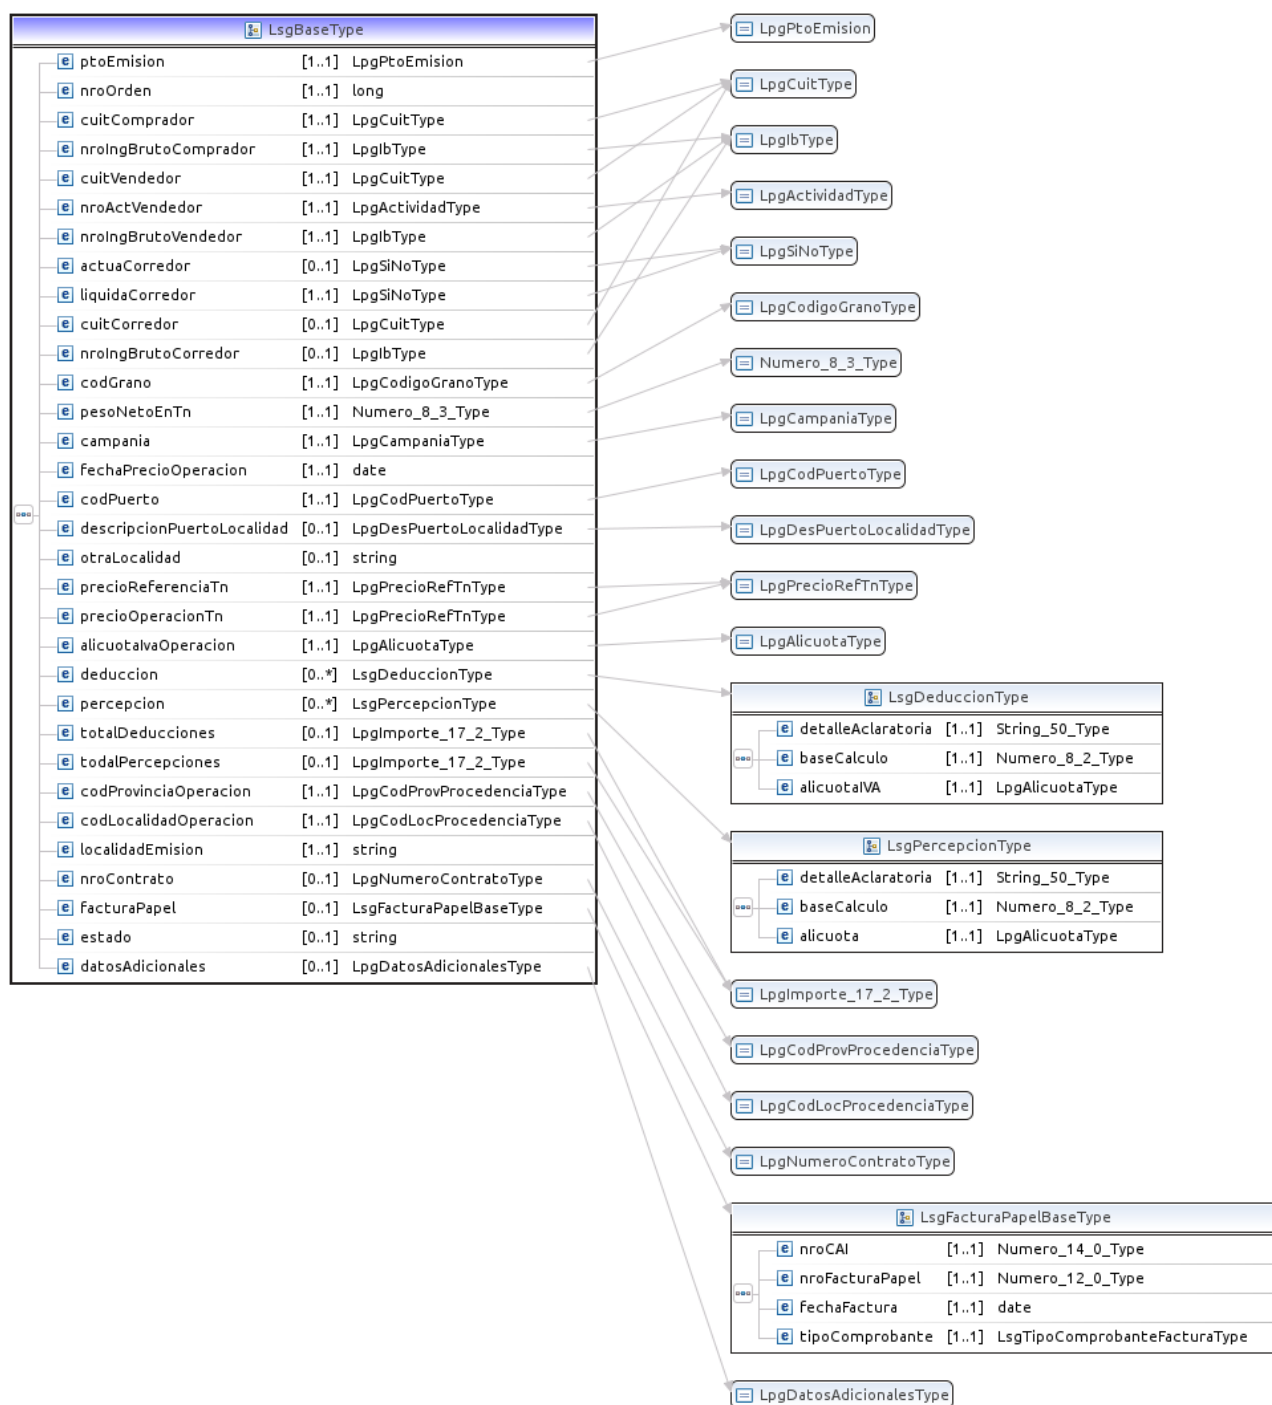 LsgBaseType
ptoEmision [1..1] LpgPtoEmision
nroOrden [1..1] long
cuitComprador [1..1] LpgCuitType
nroIngBrutoComprador [1..1] LpgIbType
cuitVendedor [1..1] LpgCuitType
nroActVendedor [1..1] LpgActividadType
nroIngBrutoVendedor [1..1] LpgIbType
actuaCorredor [0..1] LpgSiNoType
liquidaCorredor [1..1] LpgSiNoType
cuitCorredor [0..1] LpgCuitType
nroIngBrutoCorredor [0..1] LpgIbType
codGrano [1..1] LpgCodigoGranoType
pesoNetoEnTn [1..1] Numero_8_3_Type
campania [1..1] LpgCampaniaType
fechaPrecioOperacion [1..1] date
codPuerto [1..1] LpgCodPuertoType
descripcionPuertoLocalidad [0..1] LpgDesPuertoLocalidadType
otraLocalidad [0..1] string
precioReferenciaTn [1..1] LpgPrecioRefTnType
precioOperacionTn [1..1] LpgPrecioRefTnType
alicuotaIvaOperacion [1..1] LpgAlicuotaType
deduccion [0..*] LsgDeduccionType
percepcion [0..*] LsgPercepcionType
totalDeducciones [0..1] LpgImporte_17_2_Type
todalPercepciones [0..1] LpgImporte_17_2_Type
codProvinciaOperacion [1..1] LpgCodProvProcedenciaType
codLocalidadOperacion [1..1] LpgCodLocProcedenciaType
localidadEmision [1..1] string
nroContrato [0..1] LpgNumeroContratoType
facturaPapel [0..1] LsgFacturaPapelBaseType
estado [0..1] string
datosAdicionales [0..1] LpgDatosAdicionalesType
LpgPtoEmision
LpgCuitType
LpgIbType
LpgActividadType
LpgSiNoType
LpgCodigoGranoType
Numero_8_3_Type
LpgCampaniaType
LpgCodPuertoType
LpgDesPuertoLocalidadType
LpgPrecioRefTnType
LpgAlicuotaType
LsgDeduccionType
detalleAclaratoria [1..1] String_50_Type
baseCalculo [1..1] Numero_8_2_Type
alicuotaIVA [1..1] LpgAlicuotaType
LsgPercepcionType
detalleAclaratoria [1..1] String_50_Type
baseCalculo [1..1] Numero_8_2_Type
alicuota [1..1] LpgAlicuotaType
LpgImporte_17_2_Type
LpgCodProvProcedenciaType
LpgCodLocProcedenciaType
LpgNumeroContratoType
LsgFacturaPapelBaseType
nroCAI [1..1] Numero_14_0_Type
nroFacturaPapel [1..1] Numero_12_0_Type
fechaFactura [1..1] date
tipoComprobante [1..1] LsgTipoComprobanteFacturaType
LpgDatosAdicionalesType